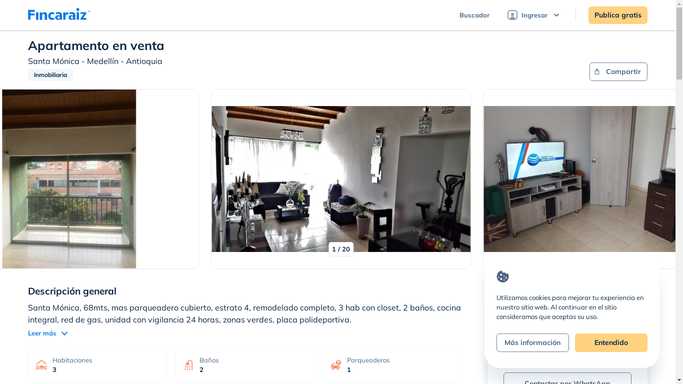 Fincaraiz
Buscador
Ingresar
Publica gratis
Apartamento en venta
Santa Mónica - Medellín - Antioquia
Inmobiliaria
Compartir
1 / 20
Descripción general
Santa Mónica, 68mts, mas parqueadero cubierto, estrato 4, remodelado completo, 3 hab con closet, 2 baños, cocina
integral, red de gas, unidad con vigilancia 24 horas, zonas verdes, placa polideportiva.
Leer más
Habitaciones
3
Baños
2
Parqueaderos
1
Utilizamos cookies para mejorar tu experiencia en
nuestro sitio web. Al continuar en el sitio
consideramos que aceptas su uso.
Más información
Entendido
Contactar por WhatsApp